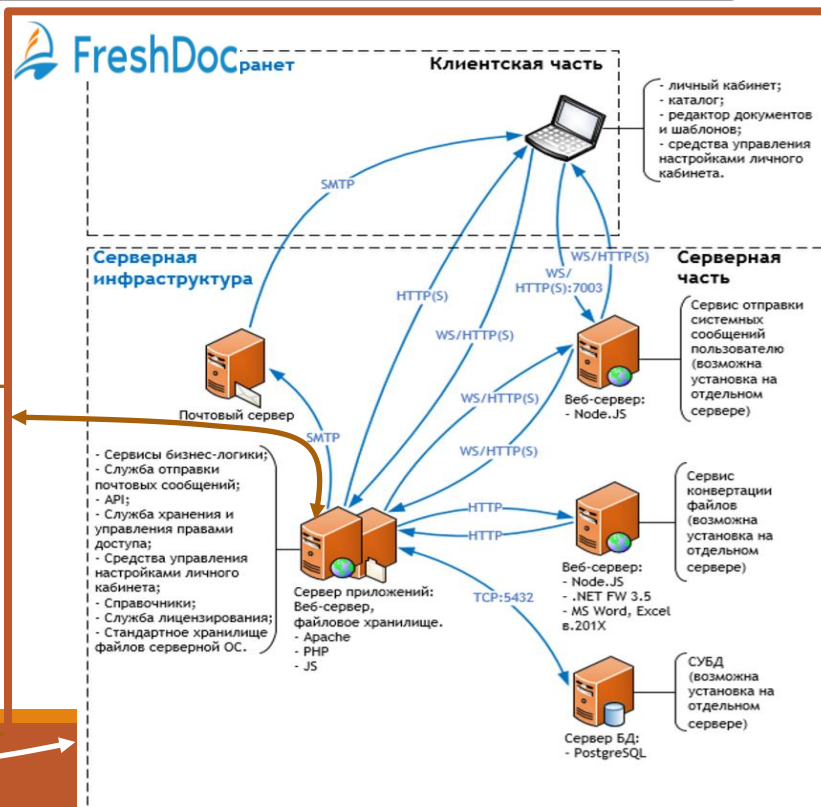 FreshDoc
ранет
Клиентская часть
- личный кабинет;
- каталог;
- редактор документов
и шаблонов;
- средства управления
настройками личного
кабинета.
SMTP
Серверная
инфраструктура
Серверная
часть
WS/HTTP(S)
WS/
HTTP(S):7003
HTTP(S)
WS/HTTP(S)
Сервис отправки
системных
сообщений
пользователю
(возможна
установка на
отдельном
сервере)
Почтовый сервер
Веб-сервер:
- Node.JS
WS/HTTP(S)
SMTP
WS/HTTP(S)
- Сервисы бизнес-логики;
- Служба отправки
почтовых сообщений;
- API;
- Служба хранения и
управления правами
доступа;
- Средства управления
настройками личного
кабинета;
- Справочники;
- Служба лицензирования;
- Стандартное хранилище
файлов серверной ОС.
HTTP
HTTP
Сервис
конвертации
файлов
(возможна
установка на
отдельном
сервере)
Веб-сервер:
- Node.JS
- .NET FW 3.5
- MS Word, Excel
в.201X
Сервер приложений:
Веб-сервер,
файловое хранилище.
- Apache
- PHP
- JS
TCP:5432
СУБД
(возможна
установка на
отдельном
сервере)
Сервер БД:
- PostgreSQL